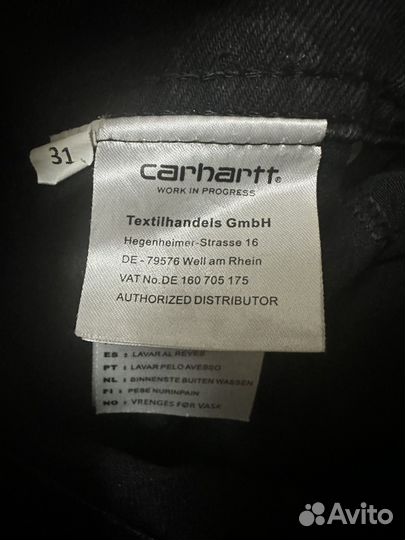 31
carhartt®
WORK IN PROGRESS
Textilhandels GmbH
Hegenheimer-Strasse 16
DE - 79576 Well am Rhein
VAT No.DE 160 705 175
AUTHORIZED DISTRIBUTOR
ES : LAVAR AL REVES
PT : LAVAR PELO AVESSO
NL : BINNENSTE BUITEN WASSEN
FI : PESE NURINPAIN
NO : VRENGES FØR VASK
Avito